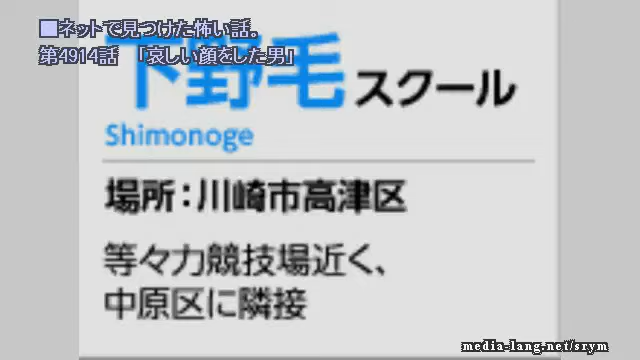 ■ネットで見つけた怖い話。
第4914話 「哀しい顔をした男」
下野毛スクール
Shimonoge
場所：川崎市高津区
等々力競技場近く、
中原区に隣接
media-lang.net/srym